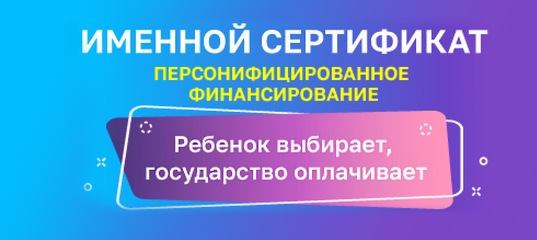 ИМЕННОЙ СЕРТИФИКАТ
ПЕРСОНИФИЦИРОВАННОЕ
ФИНАНСИРОВАНИЕ
Ребенок выбирает,
государство оплачивает